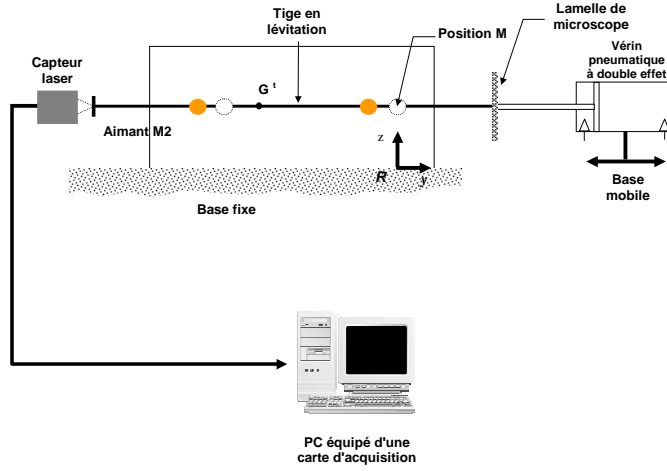 Lamelle de
microscope
Tige en
lévitation
Position M
Vérin
pneumatique
à double effet
Capteur
laser
G t
Aimant M2
z
R
y
Base fixe
Base
mobile
PC équipé d'une
carte d'acquisition